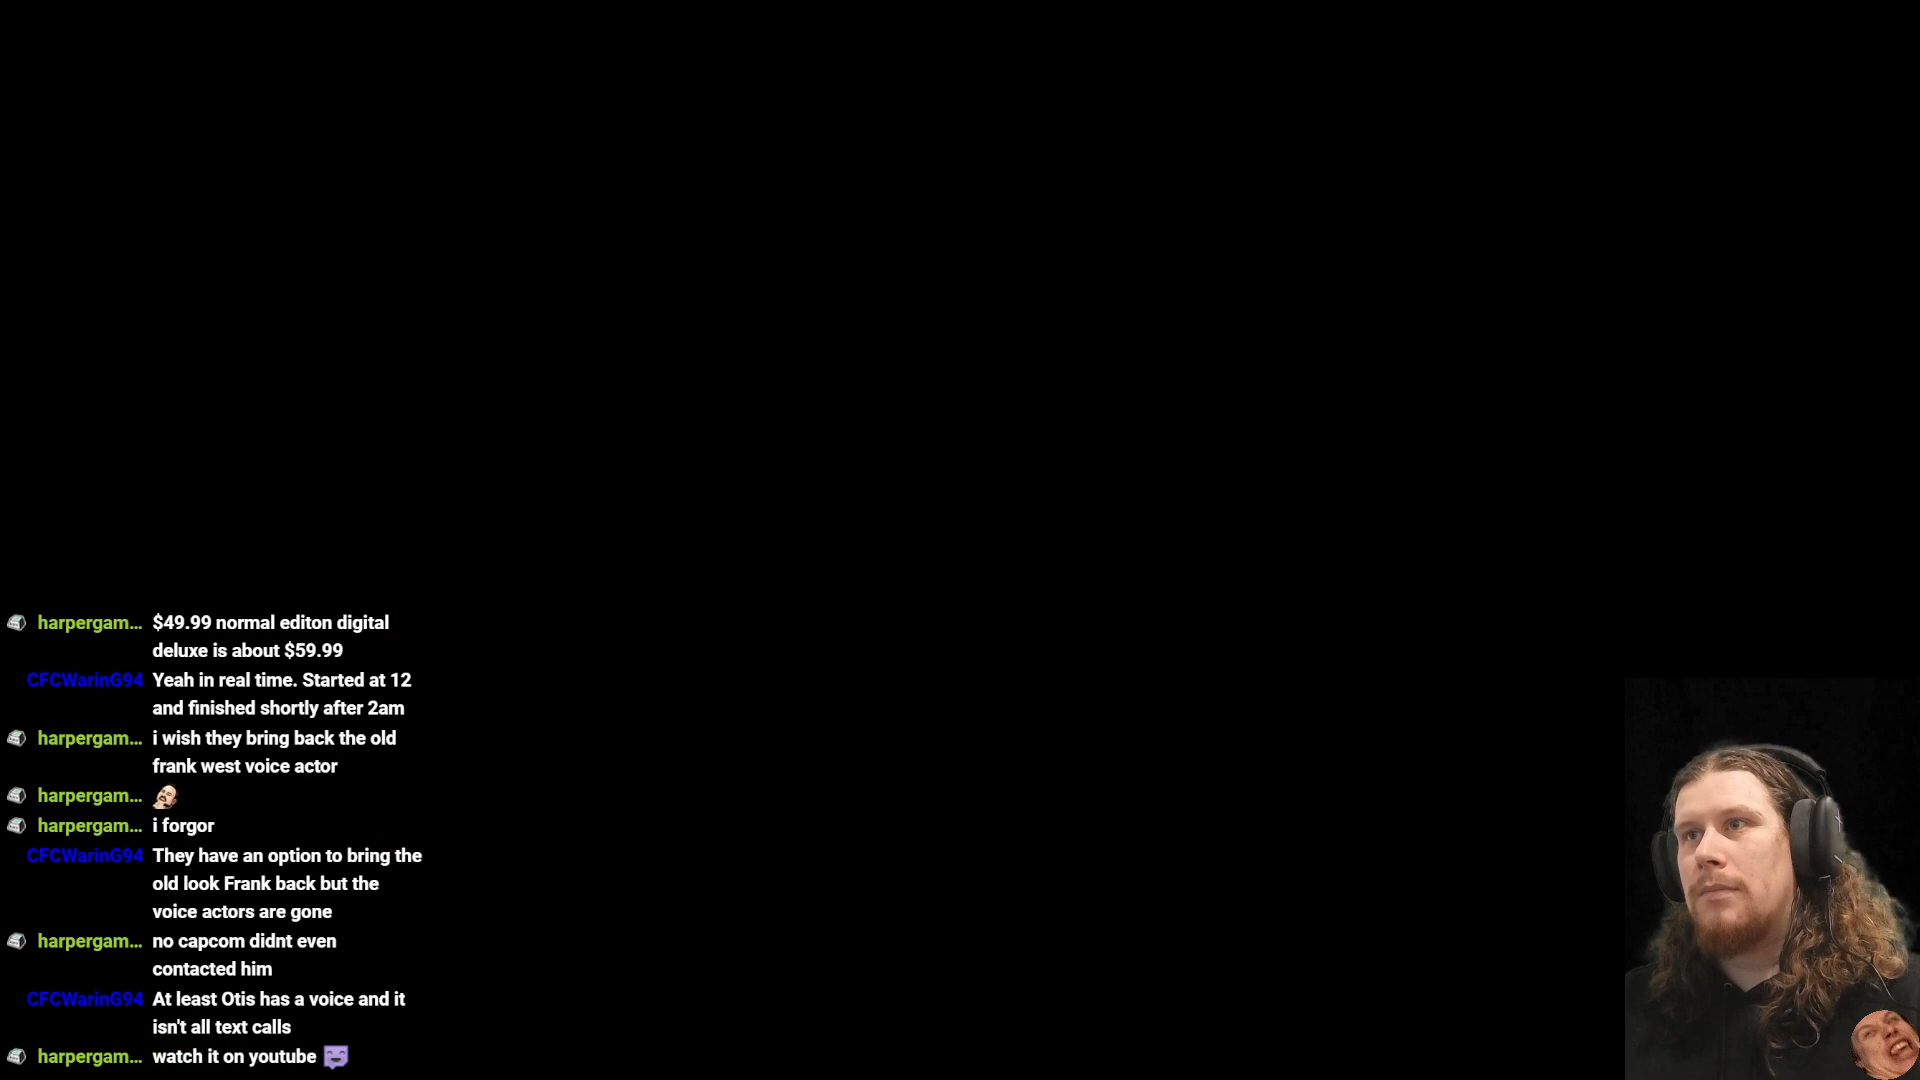 harpergam... $49.99 normal editon digital
deluxe is about $59.99
CFCWarinG94 Yeah in real time. Started at 12
and finished shortly after 2am
harpergam... i wish they bring back the old
frank west voice actor
harpergam...
harpergam... i forgor
CFCWarinG94 They have an option to bring the
old look Frank back but the
voice actors are gone
harpergam... no capcom didnt even
contacted him
CFCWarinG94 At least Otis has a voice and it
isn't all text calls
harpergam... watch it on youtube